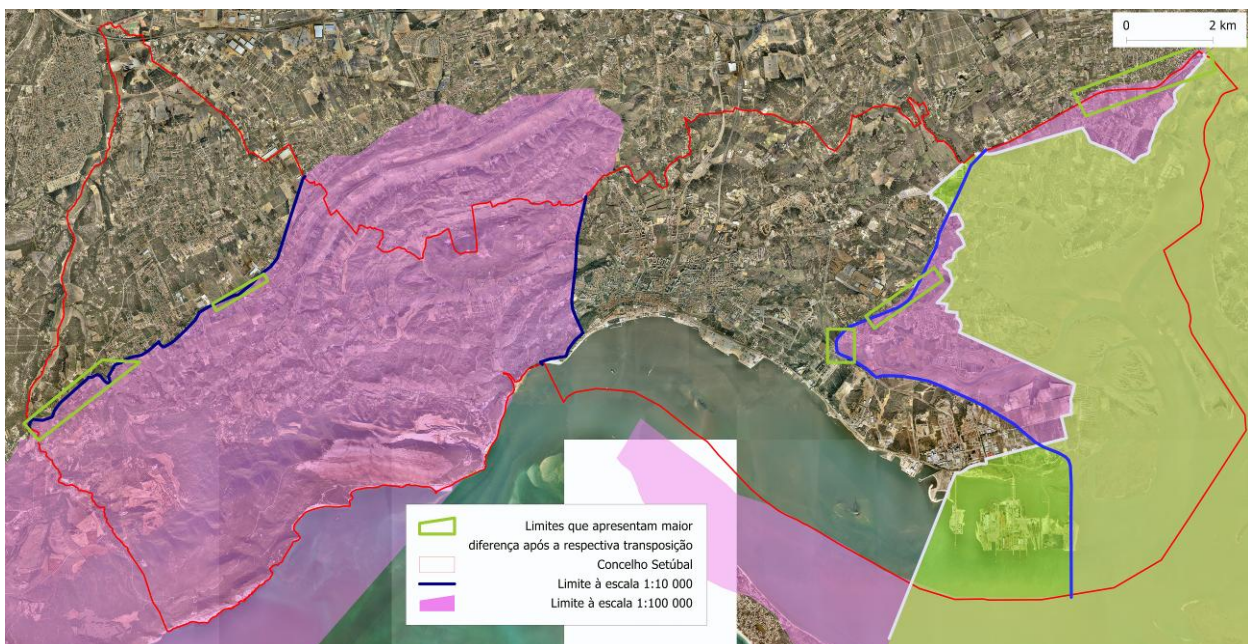 0 2 km
Limites que apresentam maior
diferença após a respectiva transposição
Concelho Setúbal
Limite à escala 1:10 000
Limite à escala 1:100 000